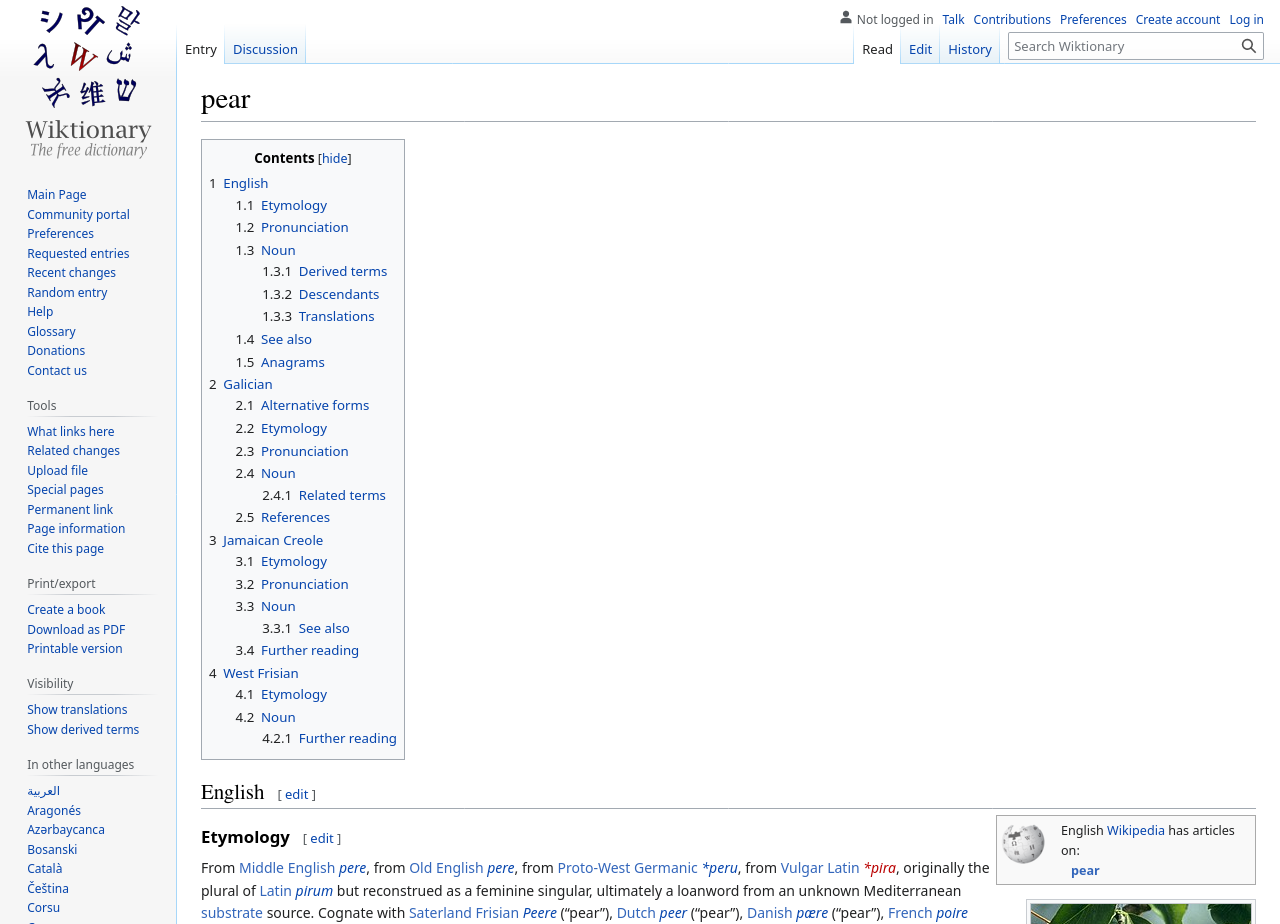 Not logged in Talk Contributions Preferences Create account Log in
Entry Discussion Read Edit History Search Wiktionary
Wiktionary
The free dictionary
Main Page
Community portal
Preferences
Requested entries
Recent changes
Random entry
Help
Glossary
Donations
Contact us
Tools
What links here
Related changes
Upload file
Special pages
Permanent link
Page information
Cite this page
Print/export
Create a book
Download as PDF
Printable version
Visibility
Show translations
Show derived terms
In other languages
العربية
Aragonés
Azərbaycanca
Bosanski
Català
Čeština
Corsu
pear
Contents [hide]
1 English
1.1 Etymology
1.2 Pronunciation
1.3 Noun
1.3.1 Derived terms
1.3.2 Descendants
1.3.3 Translations
1.4 See also
1.5 Anagrams
2 Galician
2.1 Alternative forms
2.2 Etymology
2.3 Pronunciation
2.4 Noun
2.4.1 Related terms
2.5 References
3 Jamaican Creole
3.1 Etymology
3.2 Pronunciation
3.3 Noun
3.3.1 See also
3.4 Further reading
4 West Frisian
4.1 Etymology
4.2 Noun
4.2.1 Further reading
English [ edit ]
English Wikipedia has articles
on:
pear
Etymology [ edit ]
From Middle English pere, from Old English pere, from Proto-West Germanic *peru, from Vulgar Latin *pira, originally the
plural of Latin pirum but reconstrued as a feminine singular, ultimately a loanword from an unknown Mediterranean
substrate source. Cognate with Saterland Frisian Peere (“pear”), Dutch peer (“pear”), Danish pære (“pear”), French poire